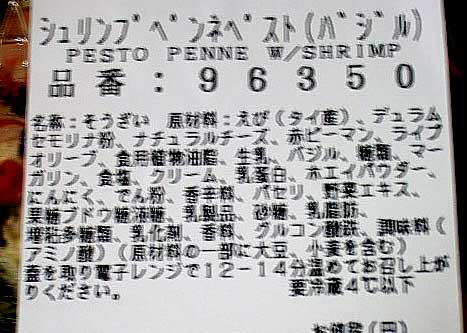 シュリンプペンネペスト(バジル)
PESTO PENNE W/SHRIMP
品番:96350
名称:そうざい 原材料:えび(タイ産)、デュラム
セモリナ粉、ナチュラルチーズ、赤ピーマン、ライプ
オリーブ、食用植物油脂、生乳、バジル、糖類、マー
ガリン、食塩、クリーム、乳蛋白、ホエイパウダー、
にんにく、でん粉、香辛料、パセリ、野菜エキス、
果糖ブドウ糖液糖、乳製品、砂糖、乳脂肪、
増粘多糖類、乳化剤、香料、グルコン酸鉄、調味料(
アミノ酸)(原材料の一部に大豆、小麦を含む)
蓋を取り電子レンジで12-14分温めてお召し上が
りください。 要冷蔵4℃以下
お値段(円)